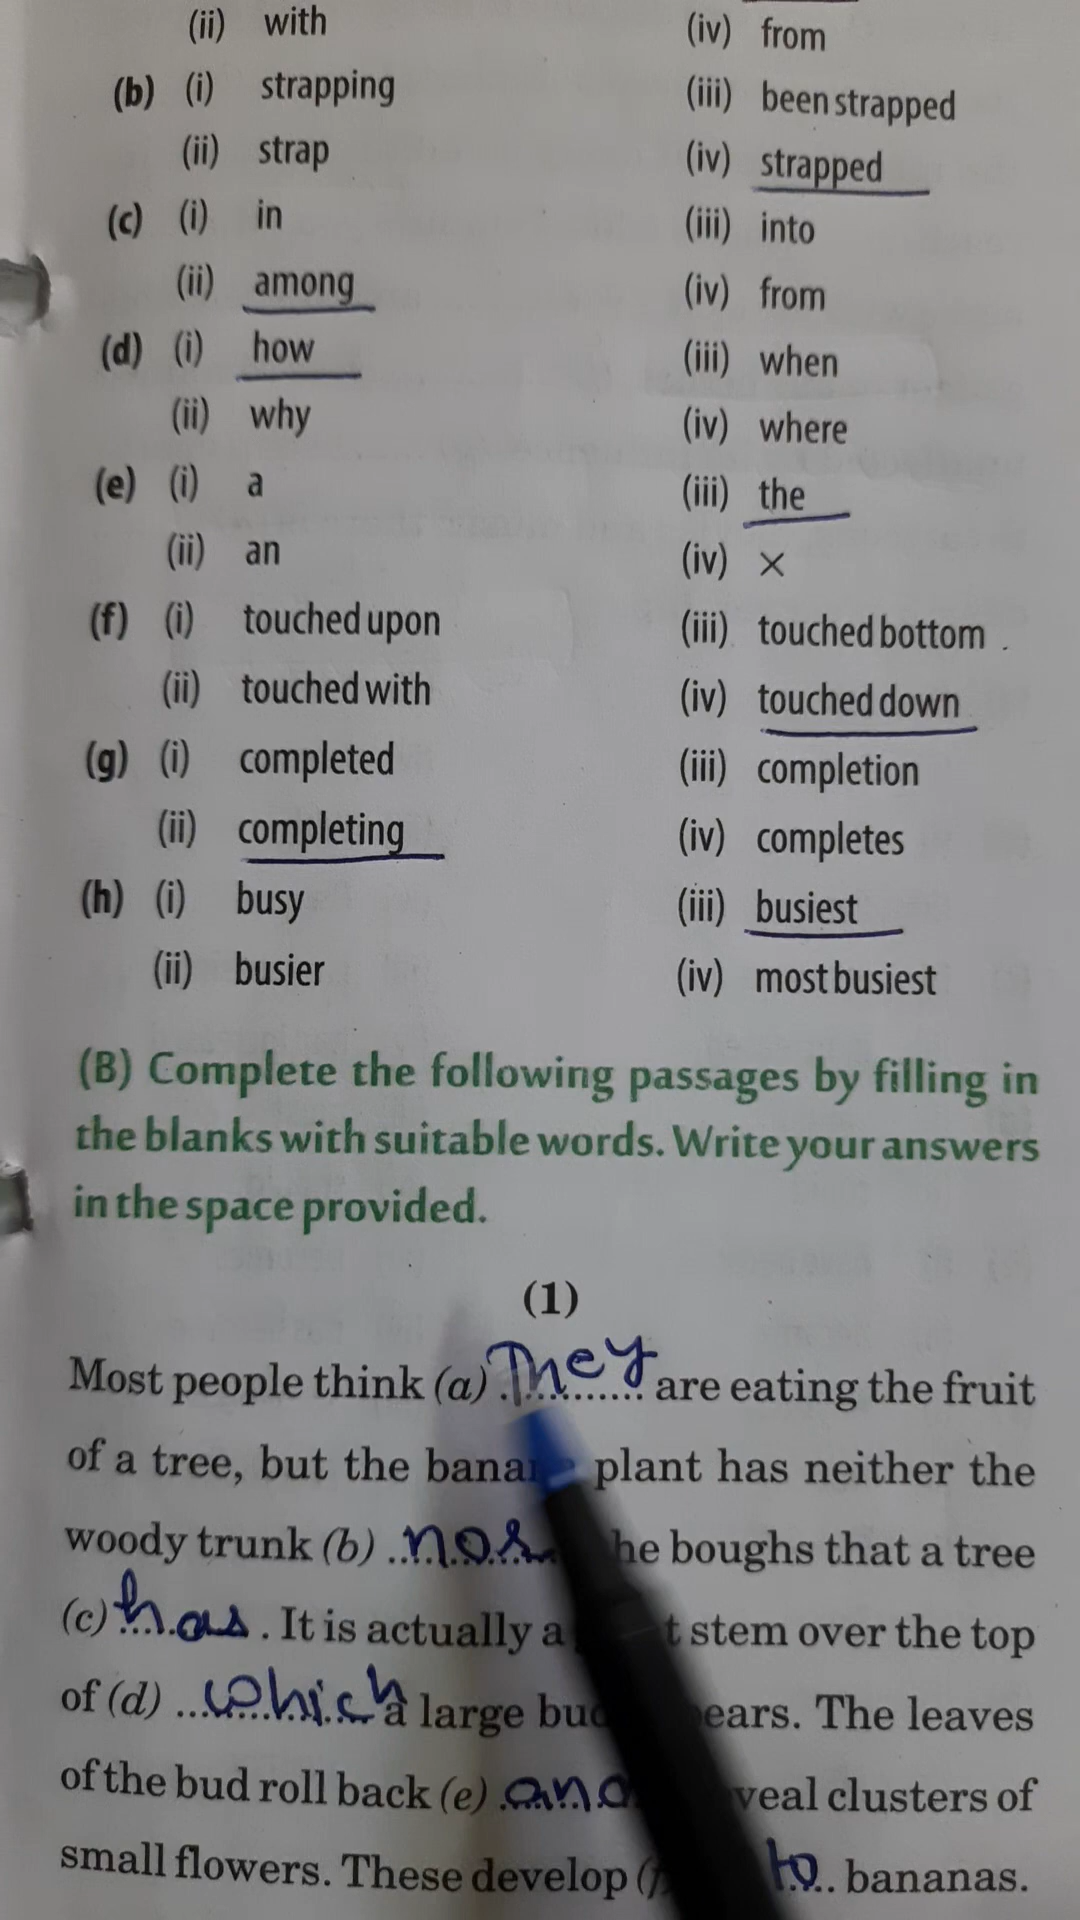 (ii) with (iv) from
(b) (i) strapping (iii) been strapped
(ii) strap (iv) strapped
(c) (i) in (iii) into
(ii) among (iv) from
(d) (i) how (iii) when
(ii) why (iv) where
(e) (i) a (iii) the
(ii) an (iv) ×
(f) (i) touched upon (iii) touched bottom
(ii) touched with (iv) touched down
(g) (i) completed (iii) completion
(ii) completing (iv) completes
(h) (i) busy (iii) busiest
(ii) busier (iv) most busiest
(B) Complete the following passages by filling in
the blanks with suitable words. Write your answers
in the space provided.
(1)
Most people think (a) They are eating the fruit
of a tree, but the plant has neither the
woody trunk (b) nor boughs that a tree
(c) has. It is actually a stem over the top
of (d) which a large The leaves
of the bud roll back (e) and clusters of
small flowers. These develop to bananas.